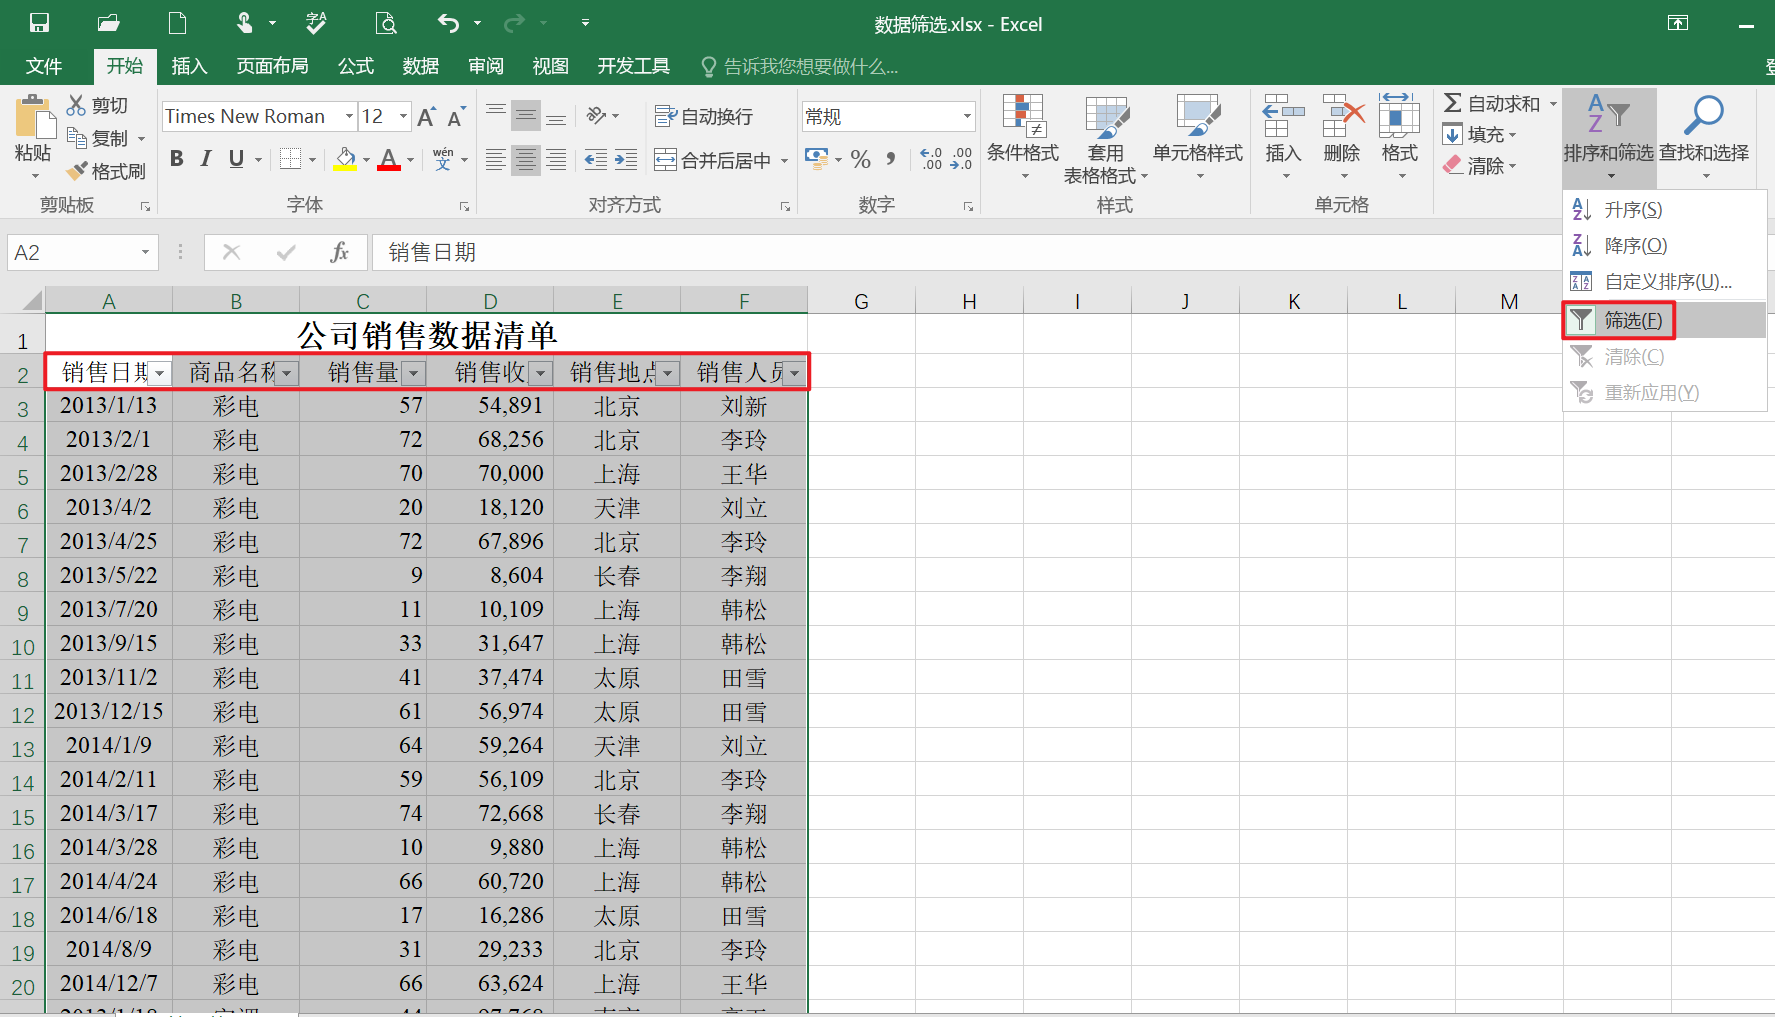 数据筛选.xlsx - Excel
文件 开始 插入 页面布局 公式 数据 审阅 视图 开发工具 告诉我您想要做什么...
剪切
复制
格式刷
粘贴
剪贴板
Times New Roman 12
B I U wén 文
字体
自动换行
合并后居中
对齐方式
常规
% , .00 .0
数字
条件格式 套用 表格格式 单元格样式
样式
插入 删除 格式
单元格
Σ 自动求和
填充
清除
排序和筛选 查找和选择
升序(S)
降序(O)
自定义排序(U)...
筛选(F)
清除(C)
重新应用(Y)
A2 fx 销售日期
A B C D E F G H I J K L M
1 公司销售数据清单
2 销售日期 商品名称 销售量 销售收 销售地点 销售人员
3 2013/1/13 彩电 57 54,891 北京 刘新
4 2013/2/1 彩电 72 68,256 北京 李玲
5 2013/2/28 彩电 70 70,000 上海 王华
6 2013/4/2 彩电 20 18,120 天津 刘立
7 2013/4/25 彩电 72 67,896 北京 李玲
8 2013/5/22 彩电 9 8,604 长春 李翔
9 2013/7/20 彩电 11 10,109 上海 韩松
10 2013/9/15 彩电 33 31,647 上海 韩松
11 2013/11/2 彩电 41 37,474 太原 田雪
12 2013/12/15 彩电 61 56,974 太原 田雪
13 2014/1/9 彩电 64 59,264 天津 刘立
14 2014/2/11 彩电 59 56,109 北京 李玲
15 2014/3/17 彩电 74 72,668 长春 李翔
16 2014/3/28 彩电 10 9,880 上海 韩松
17 2014/4/24 彩电 66 60,720 上海 韩松
18 2014/6/18 彩电 17 16,286 太原 田雪
19 2014/8/9 彩电 31 29,233 北京 李玲
20 2014/12/7 彩电 66 63,624 上海 王华